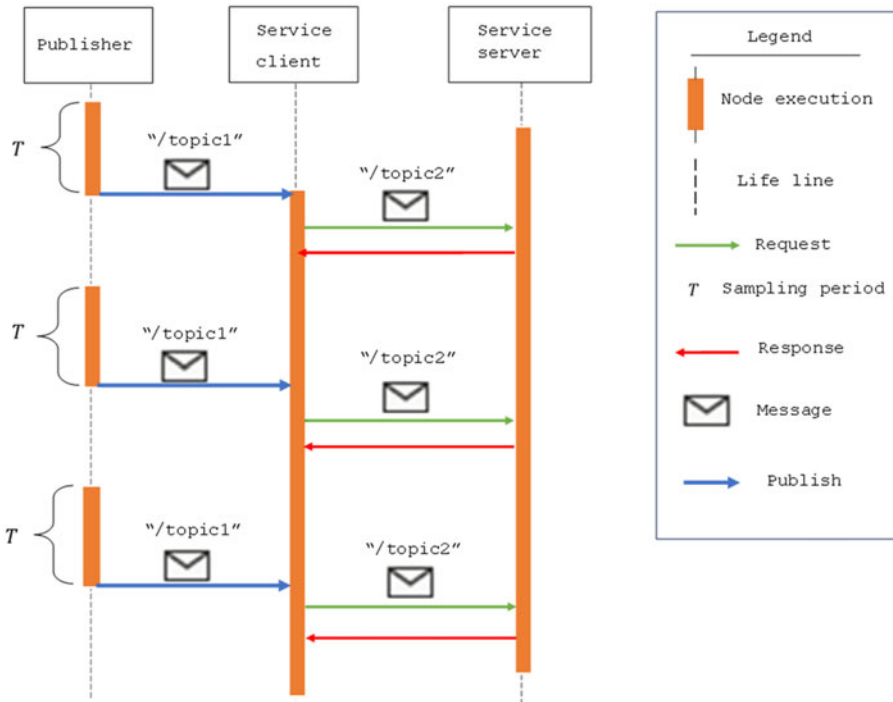 Publisher
Service
client
Service
server
Legend
Node execution
T
“/topic1”
“/topic2”
Life line
Request
T Sampling period
T
“/topic1”
“/topic2”
Response
Message
Publish
T
“/topic1”
“/topic2”